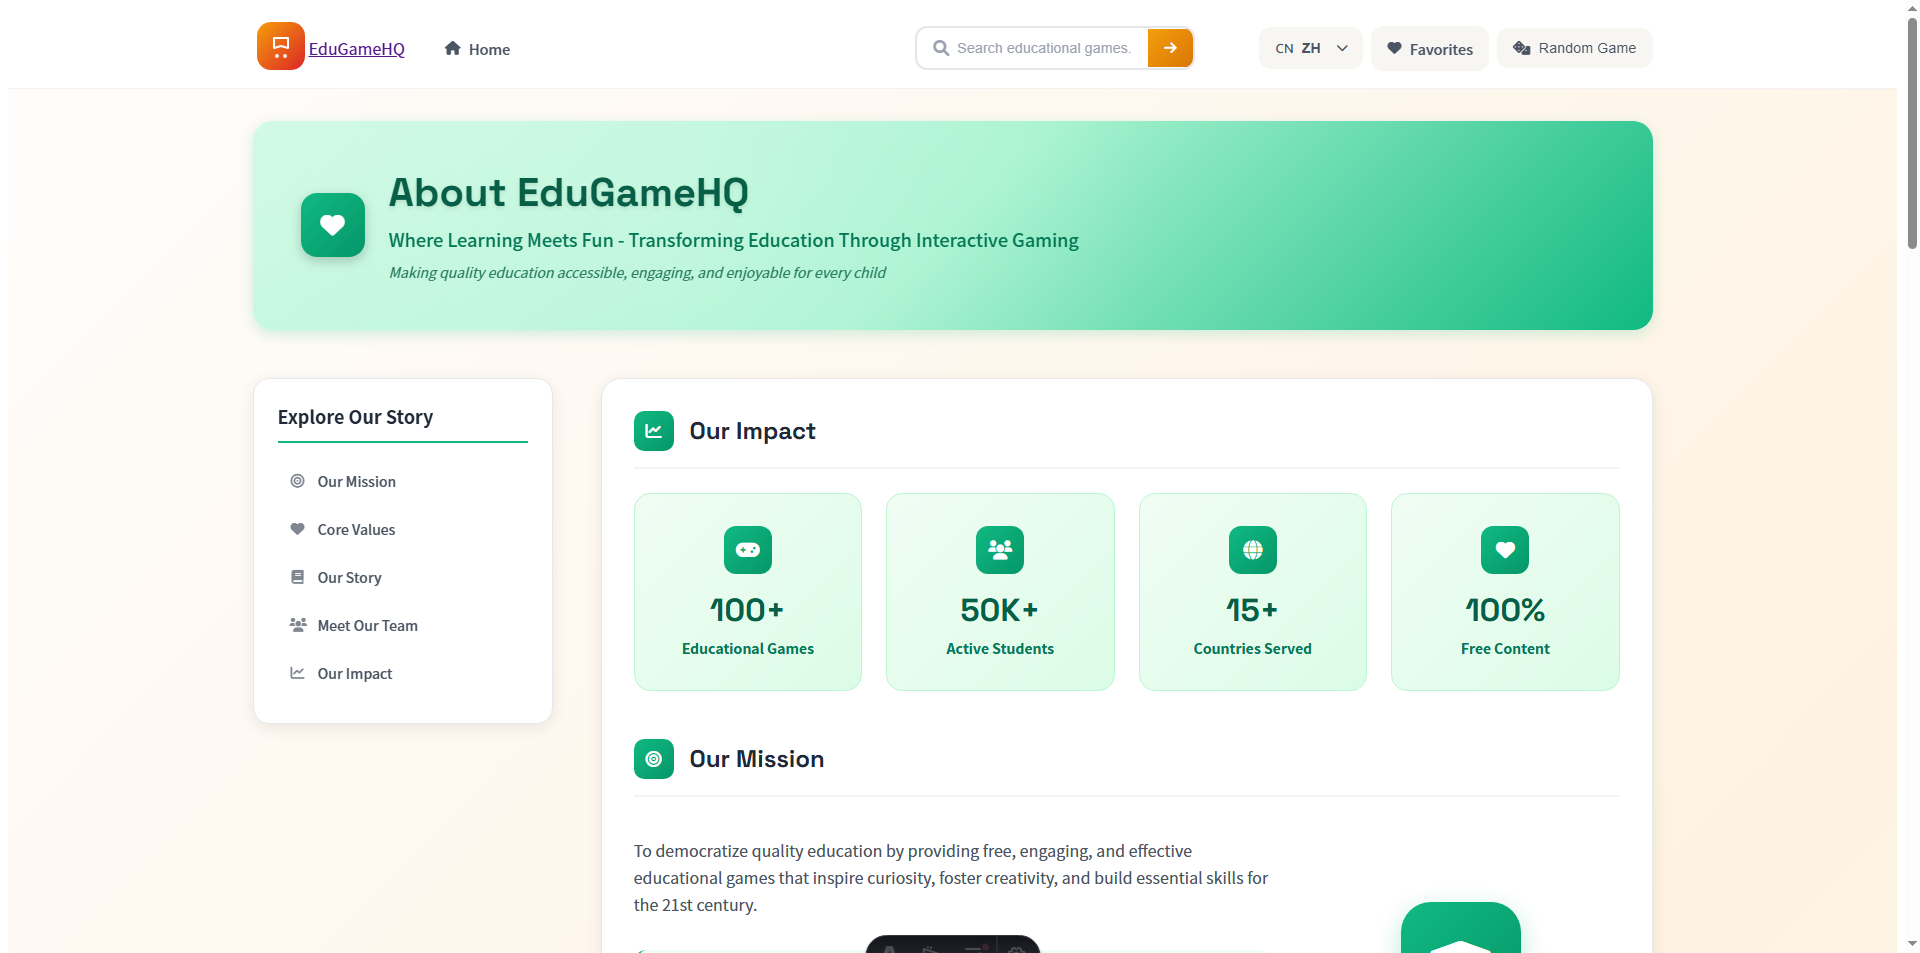 EduGameHQ
Home
Search educational games.
CN ZH
Favorites
Random Game
About EduGameHQ
Where Learning Meets Fun - Transforming Education Through Interactive Gaming
Making quality education accessible, engaging, and enjoyable for every child
Explore Our Story
Our Mission
Core Values
Our Story
Meet Our Team
Our Impact
Our Impact
100+
Educational Games
50K+
Active Students
15+
Countries Served
100%
Free Content
Our Mission
To democratize quality education by providing free, engaging, and effective
educational games that inspire curiosity, foster creativity, and build essential skills for
the 21st century.